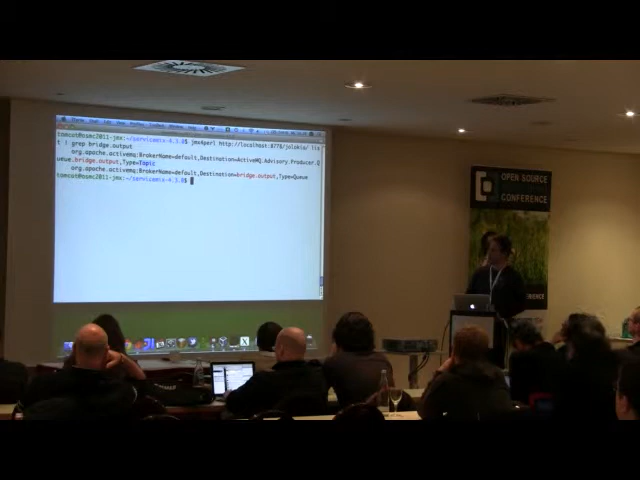 tomcat@osmc2011-jmx:~/servicemix-4.3.0$ jmx4perl http://localhost:8778/jolokia/ lis
t | grep bridge.output
org.apache.activemq:BrokerName=default,Destination=ActiveMQ.Advisory.Producer.Q
ueue.bridge.output,Type=Topic
org.apache.activemq:BrokerName=default,Destination=bridge.output,Type=Queue
tomcat@osmc2011-jmx:~/servicemix-4.3.0$
OPEN SOURCE
CONFERENCE